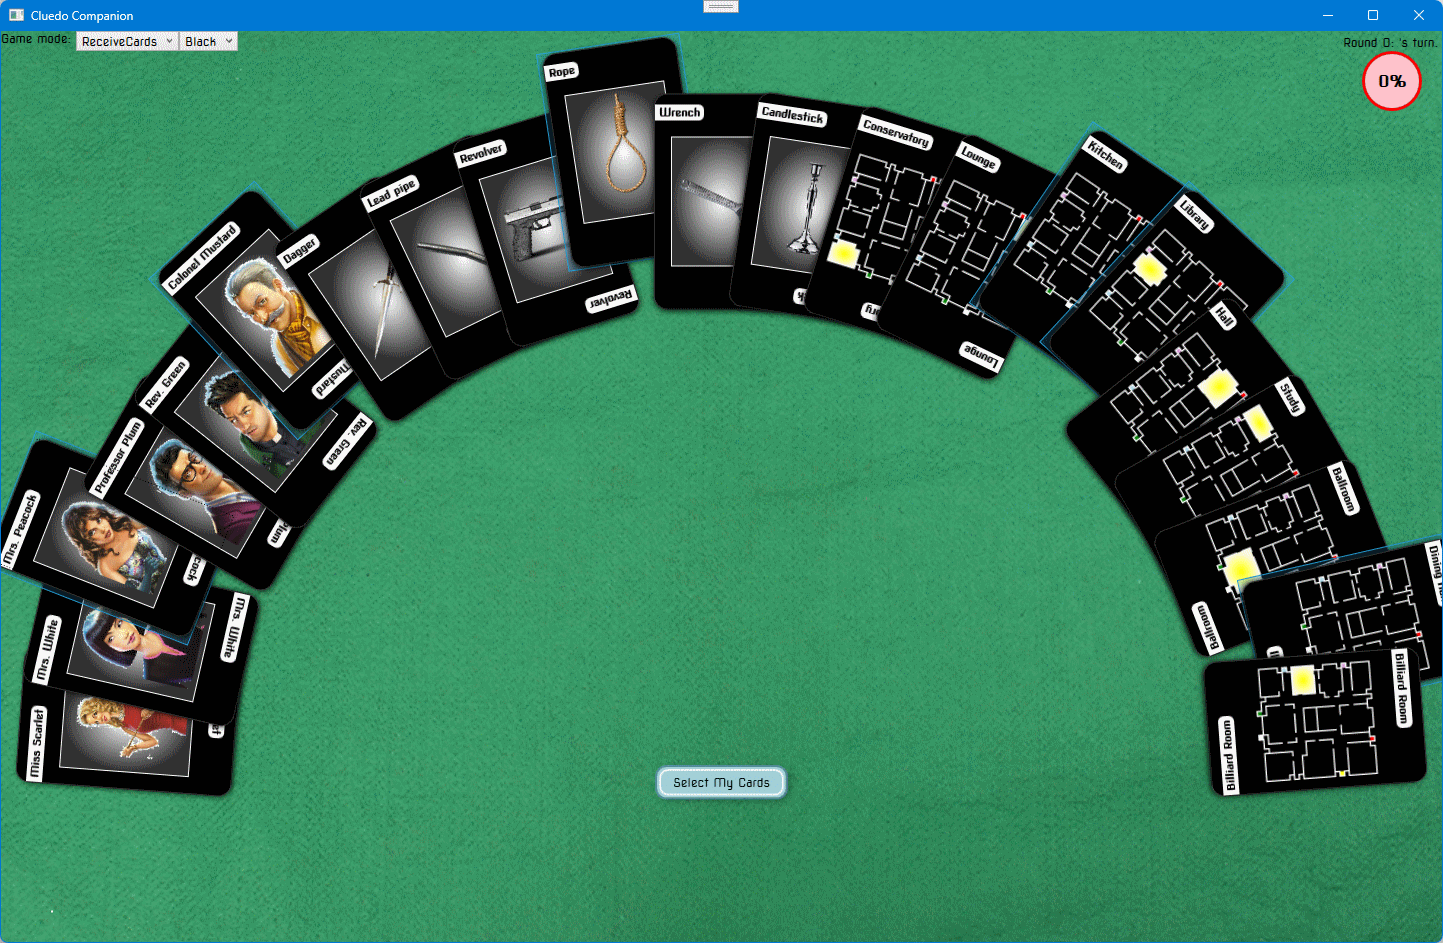 Cluedo Companion
Game mode:
ReceiveCards
Black
Round 0: 's turn.
0%
Rope
Wrench
Candlestick
Conservatory
Lounge
Kitchen
Library
Hall
Study
Ballroom
Dining
Billiard Room
Billiard Room
Ballroom
Lounge
Revolver
Revolver
Lead pipe
Dagger
Colonel Mustard
Mustard
Rev. Green
Rev. Green
Professor Plum
Plum
Mrs. Peacock
cock
Mrs. White
Mrs. White
Miss Scarlet
Select My Cards